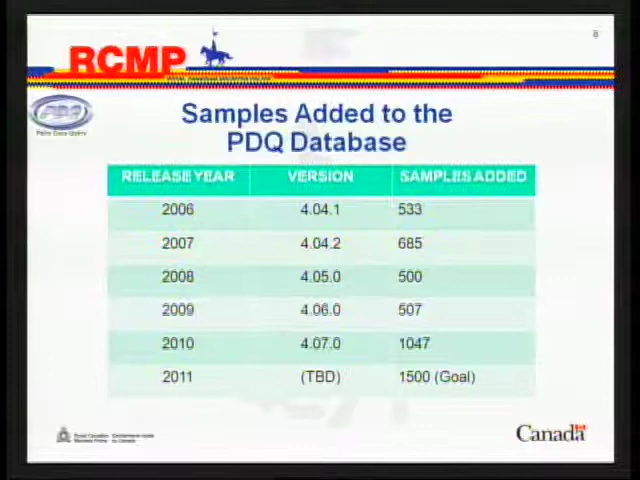 8
RCMP
PDQ
Samples Added to the
PDQ Database
RELEASE YEAR VERSION SAMPLES ADDED
2006 4.04.1 533
2007 4.04.2 685
2008 4.05.0 500
2009 4.06.0 507
2010 4.07.0 1047
2011 (TBD) 1500 (Goal)
Canada